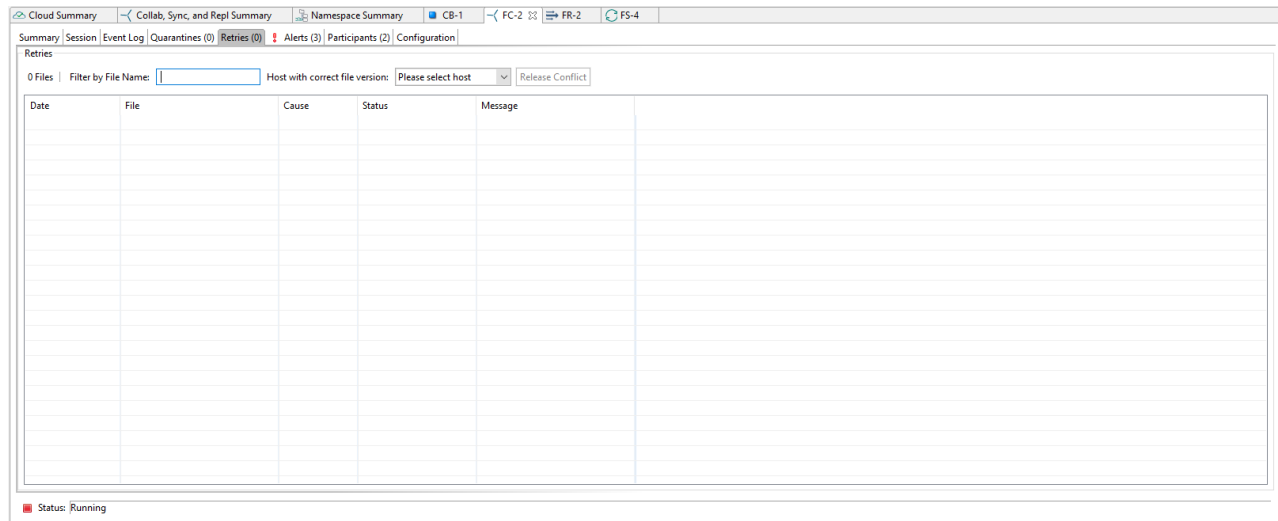 Cloud Summary Collab, Sync, and Repl Summary Namespace Summary CB-1 FC-2 FR-2 FS-4
Summary Session Event Log Quarantines (0) Retries (0) Alerts (3) Participants (2) Configuration
Retries
0 Files Filter by File Name: Host with correct file version: Please select host Release Conflict
Date File Cause Status Message
Status: Running